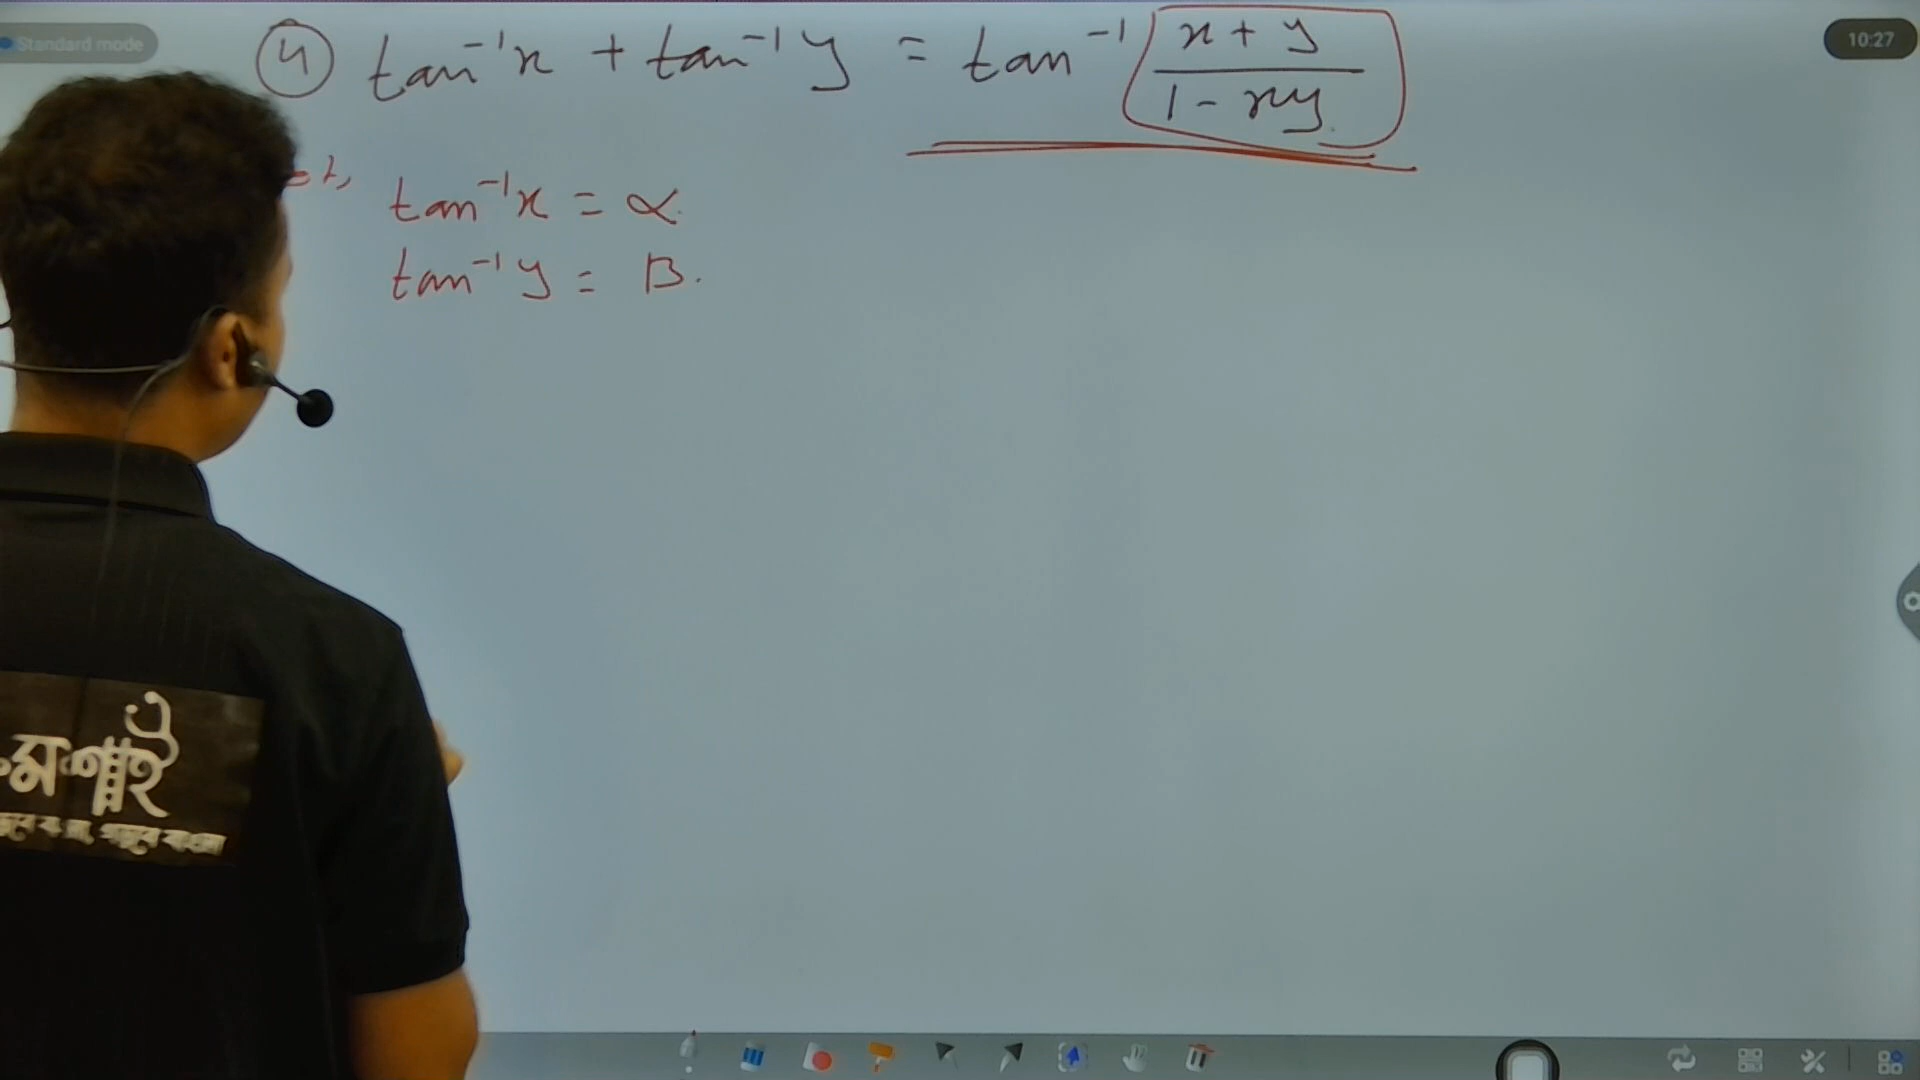 Standard mode
10:27
④ tan⁻¹x + tan⁻¹y = tan⁻¹ (x + y / 1 - xy)
tan⁻¹x = α
tan⁻¹y = β.